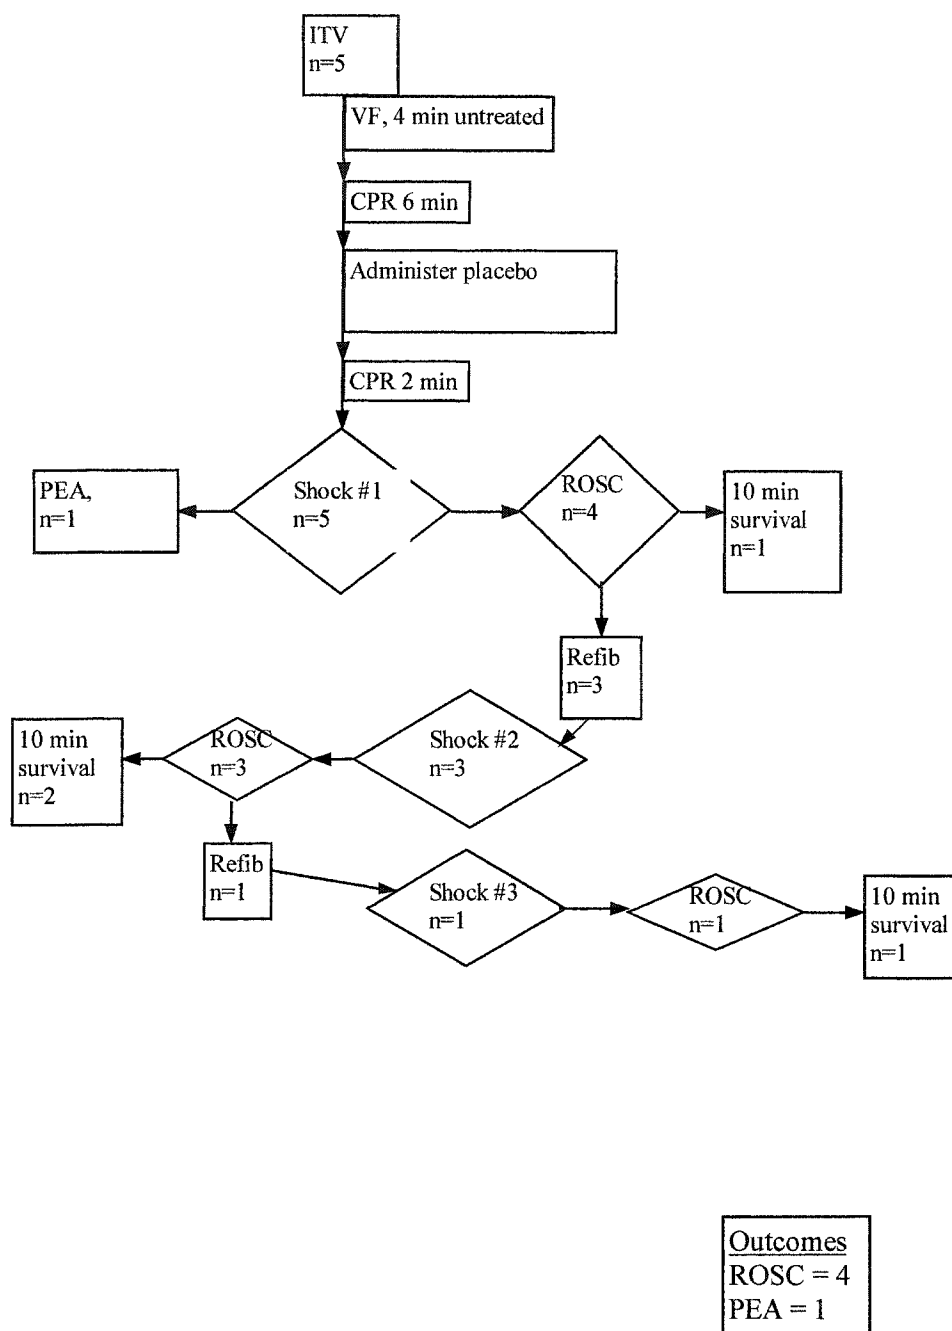 ITV
n=5
VF, 4 min untreated
CPR 6 min
Administer placebo
CPR 2 min
PEA,
n=1
Shock #1
n=5
ROSC
n=4
10 min
survival
n=1
Refib
n=3
Shock #2
n=3
ROSC
n=3
10 min
survival
n=2
Refib
n=1
Shock #3
n=1
ROSC
n=1
10 min
survival
n=1
Outcomes
ROSC = 4
PEA = 1